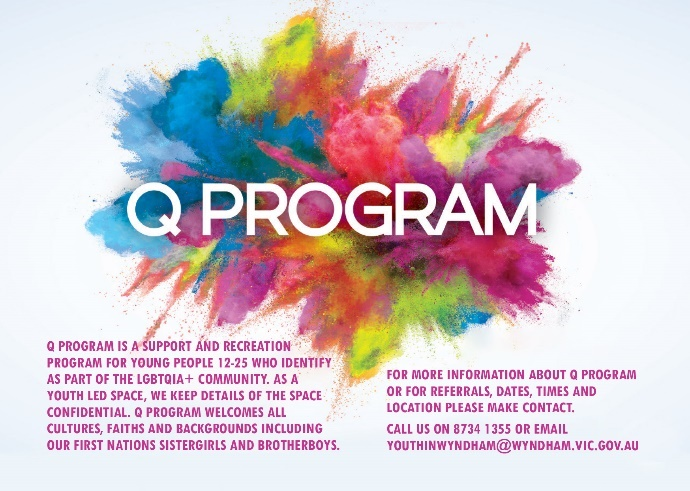 Q PROGRAM
Q PROGRAM IS A SUPPORT AND RECREATION
PROGRAM FOR YOUNG PEOPLE 12-25 WHO IDENTIFY
AS PART OF THE LGBTQIA+ COMMUNITY. AS A
YOUTH LED SPACE, WE KEEP DETAILS OF THE SPACE
CONFIDENTIAL. Q PROGRAM WELCOMES ALL
CULTURES, FAITHS AND BACKGROUNDS INCLUDING
OUR FIRST NATIONS SISTERGIRLS AND BROTHERBOYS.
FOR MORE INFORMATION ABOUT Q PROGRAM
OR FOR REFERRALS, DATES, TIMES AND
LOCATION PLEASE MAKE CONTACT.
CALL US ON 8734 1355 OR EMAIL
YOUTHINWYNDHAM@WYNDHAM.VIC.GOV.AU